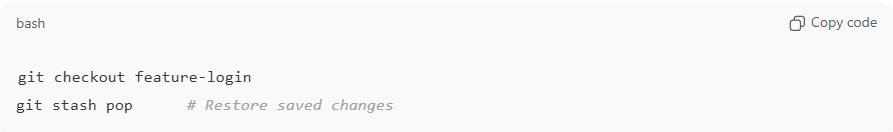 bash
Copy code
git checkout feature-login
git stash pop      # Restore saved changes